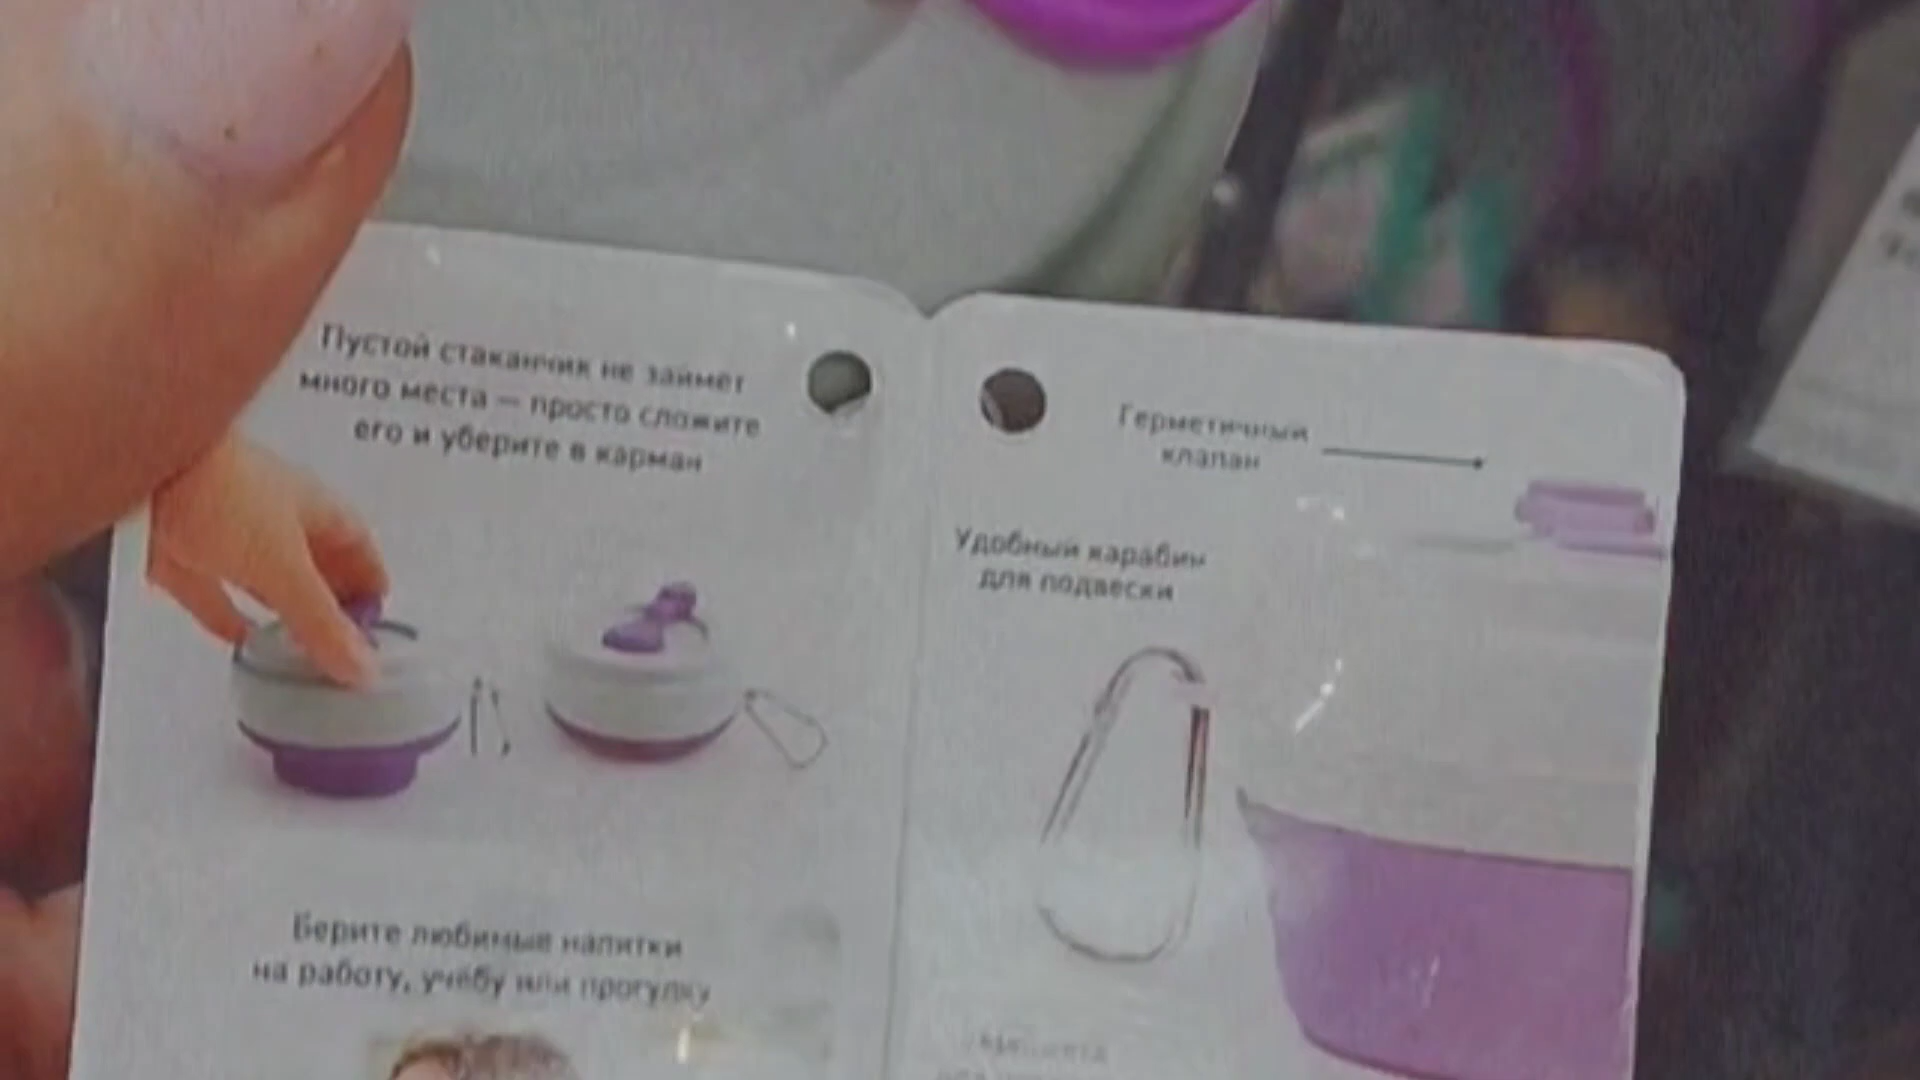 Пустой стаканчик не займёт
много места — просто сложите
его и уберите в карман
Берите любимые напитки
на работу, учёбу или прогулку
Герметичный
клапан
Удобный карабин
для подвески